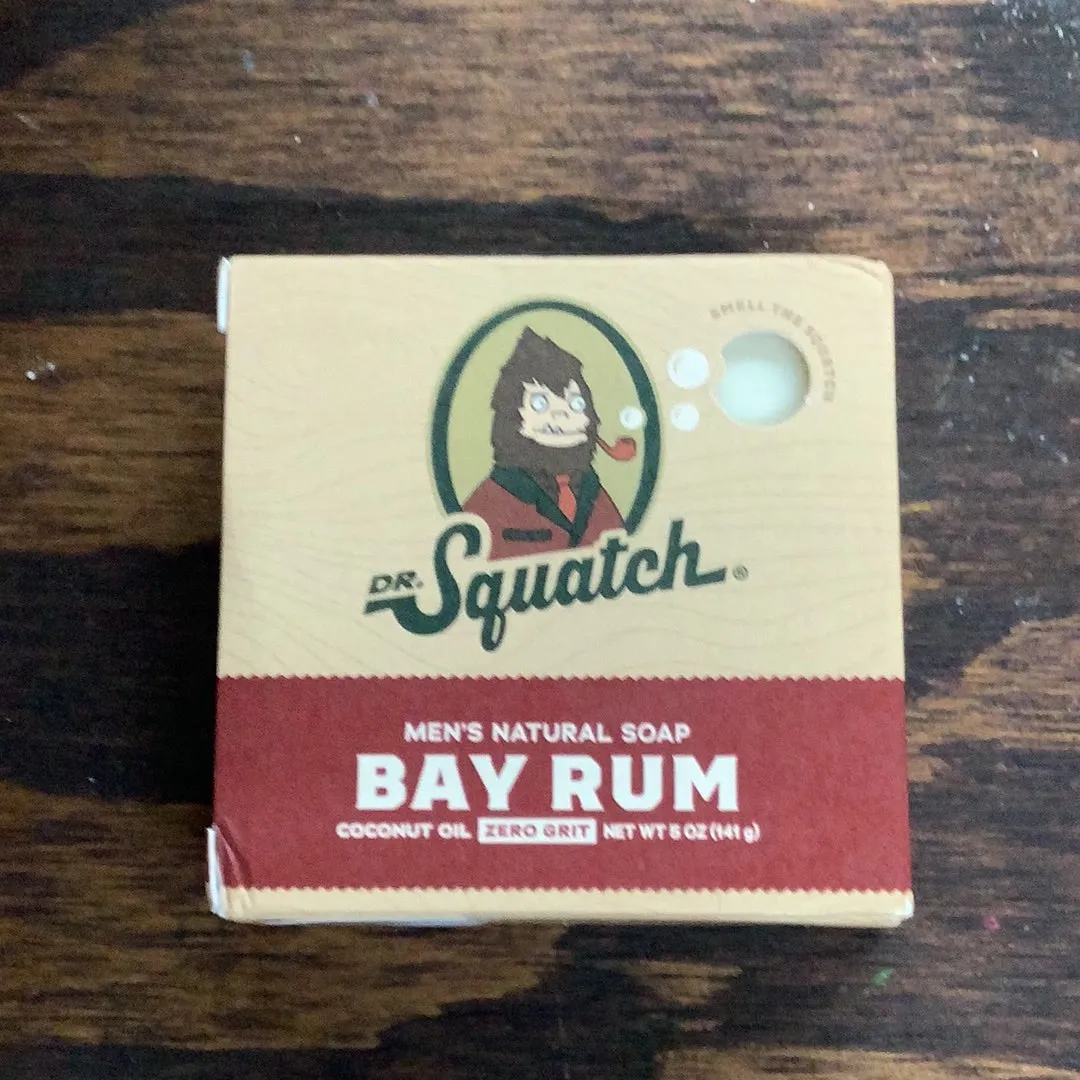 SMELL THE SQUATCH
DR. Squatch ®
MEN'S NATURAL SOAP
BAY RUM
COCONUT OIL ZERO GRIT NET WT 5 OZ (141 g)